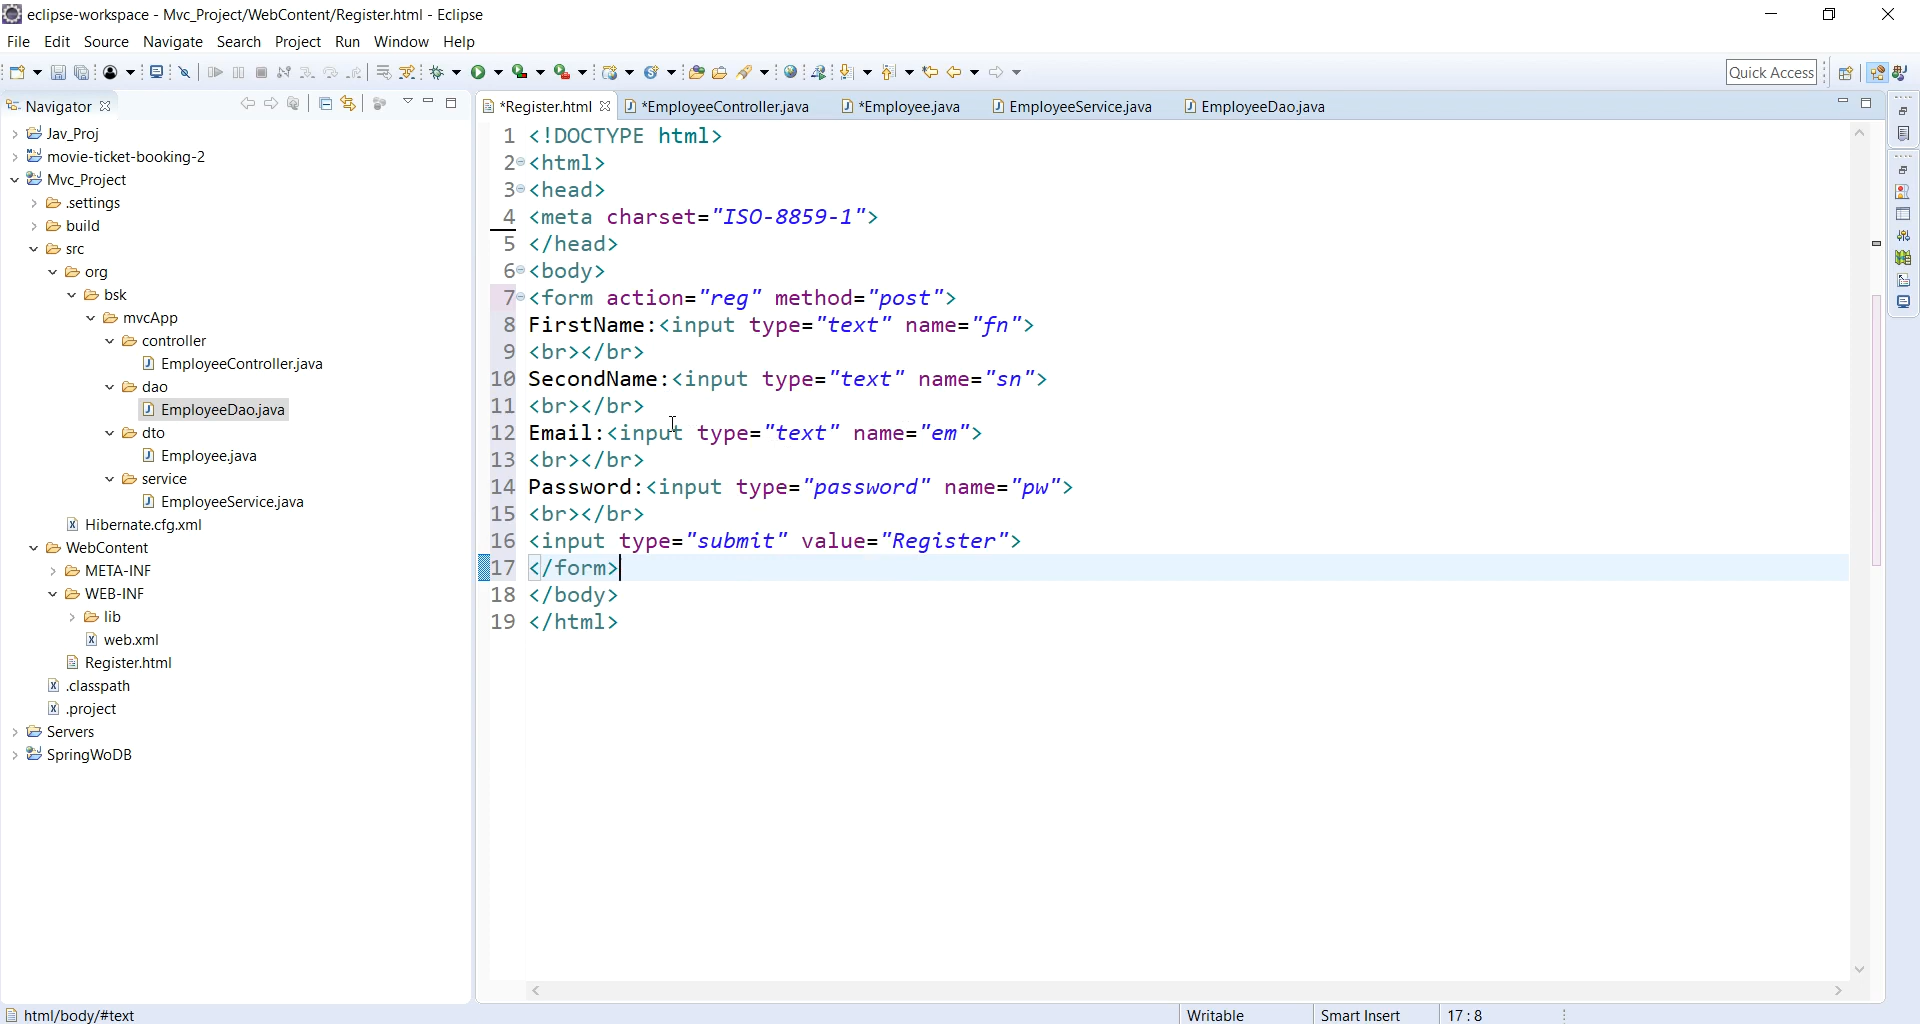 eclipse-workspace - Mvc_Project/WebContent/Register.html - Eclipse
File Edit Source Navigate Search Project Run Window Help
Quick Access
Navigator
*Register.html *EmployeeController.java *Employee.java EmployeeService.java EmployeeDao.java
Jav_Proj
movie-ticket-booking-2
Mvc_Project
.settings
build
src
org
bsk
mvcApp
controller
EmployeeController.java
dao
EmployeeDao.java
dto
Employee.java
service
EmployeeService.java
Hibernate.cfg.xml
WebContent
META-INF
WEB-INF
lib
web.xml
Register.html
.classpath
.project
Servers
SpringWoDB
1 <!DOCTYPE html>
2 <html>
3 <head>
4 <meta charset="ISO-8859-1">
5 </head>
6 <body>
7 <form action="reg" method="post">
8 FirstName:<input type="text" name="fn">
9 <br></br>
10 SecondName:<input type="text" name="sn">
11 <br></br>
12 Email:<input type="text" name="em">
13 <br></br>
14 Password:<input type="password" name="pw">
15 <br></br>
16 <input type="submit" value="Register">
17 </form>
18 </body>
19 </html>
html/body/#text Writable Smart Insert 17 : 8